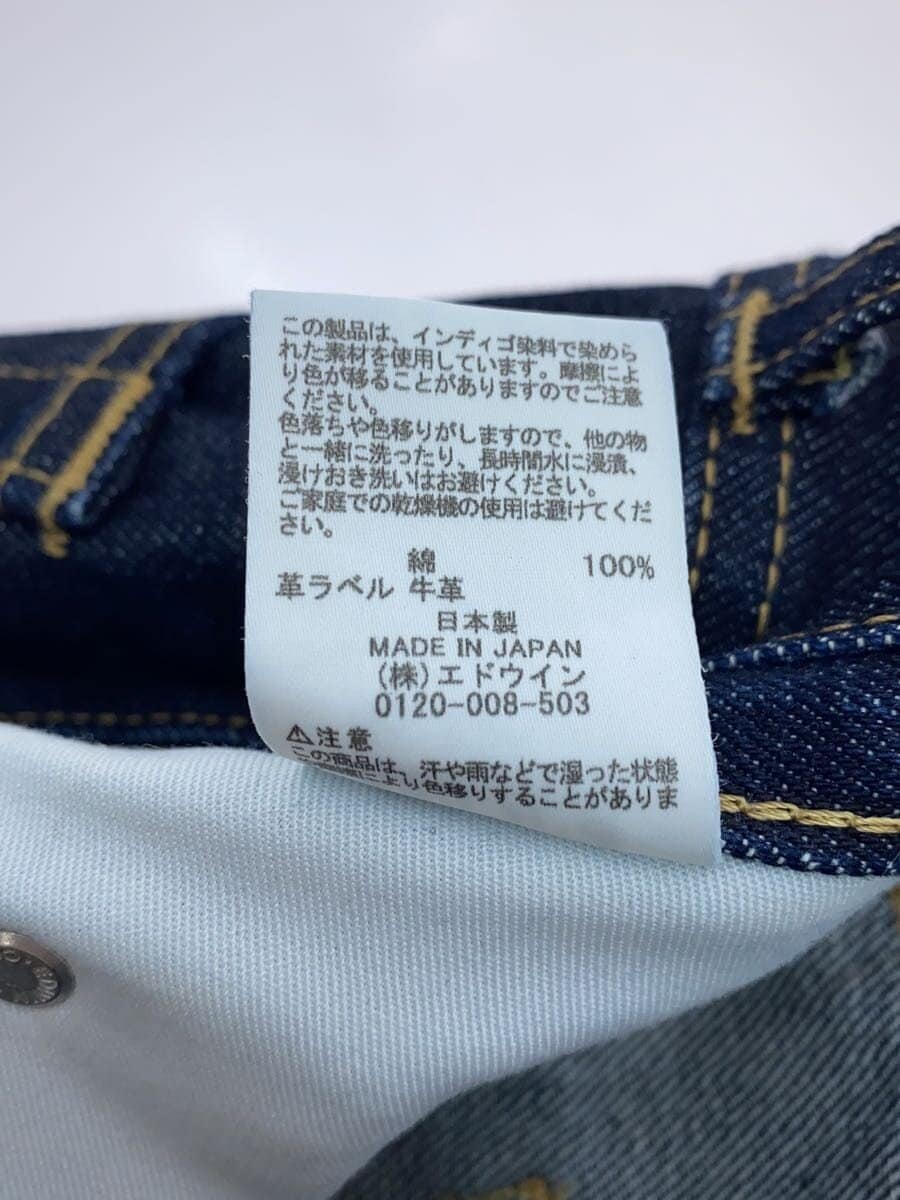 この製品は、インディゴ染料で染めら
れた素材を使用しています。摩擦によ
り色が移ることがありますのでご注意
ください。
色落ちや色移りがしますので、他の物
と一緒に洗ったり、長時間水に浸漬、
浸けおき洗いはお避けください。
ご家庭での乾燥機の使用は避けてくだ
さい。
綿 100%
革ラベル 牛革
日本製
MADE IN JAPAN
(株)エドウイン
0120-008-503
⚠注意
この商品は、汗や雨などで湿った状態
により色移りすることがありま